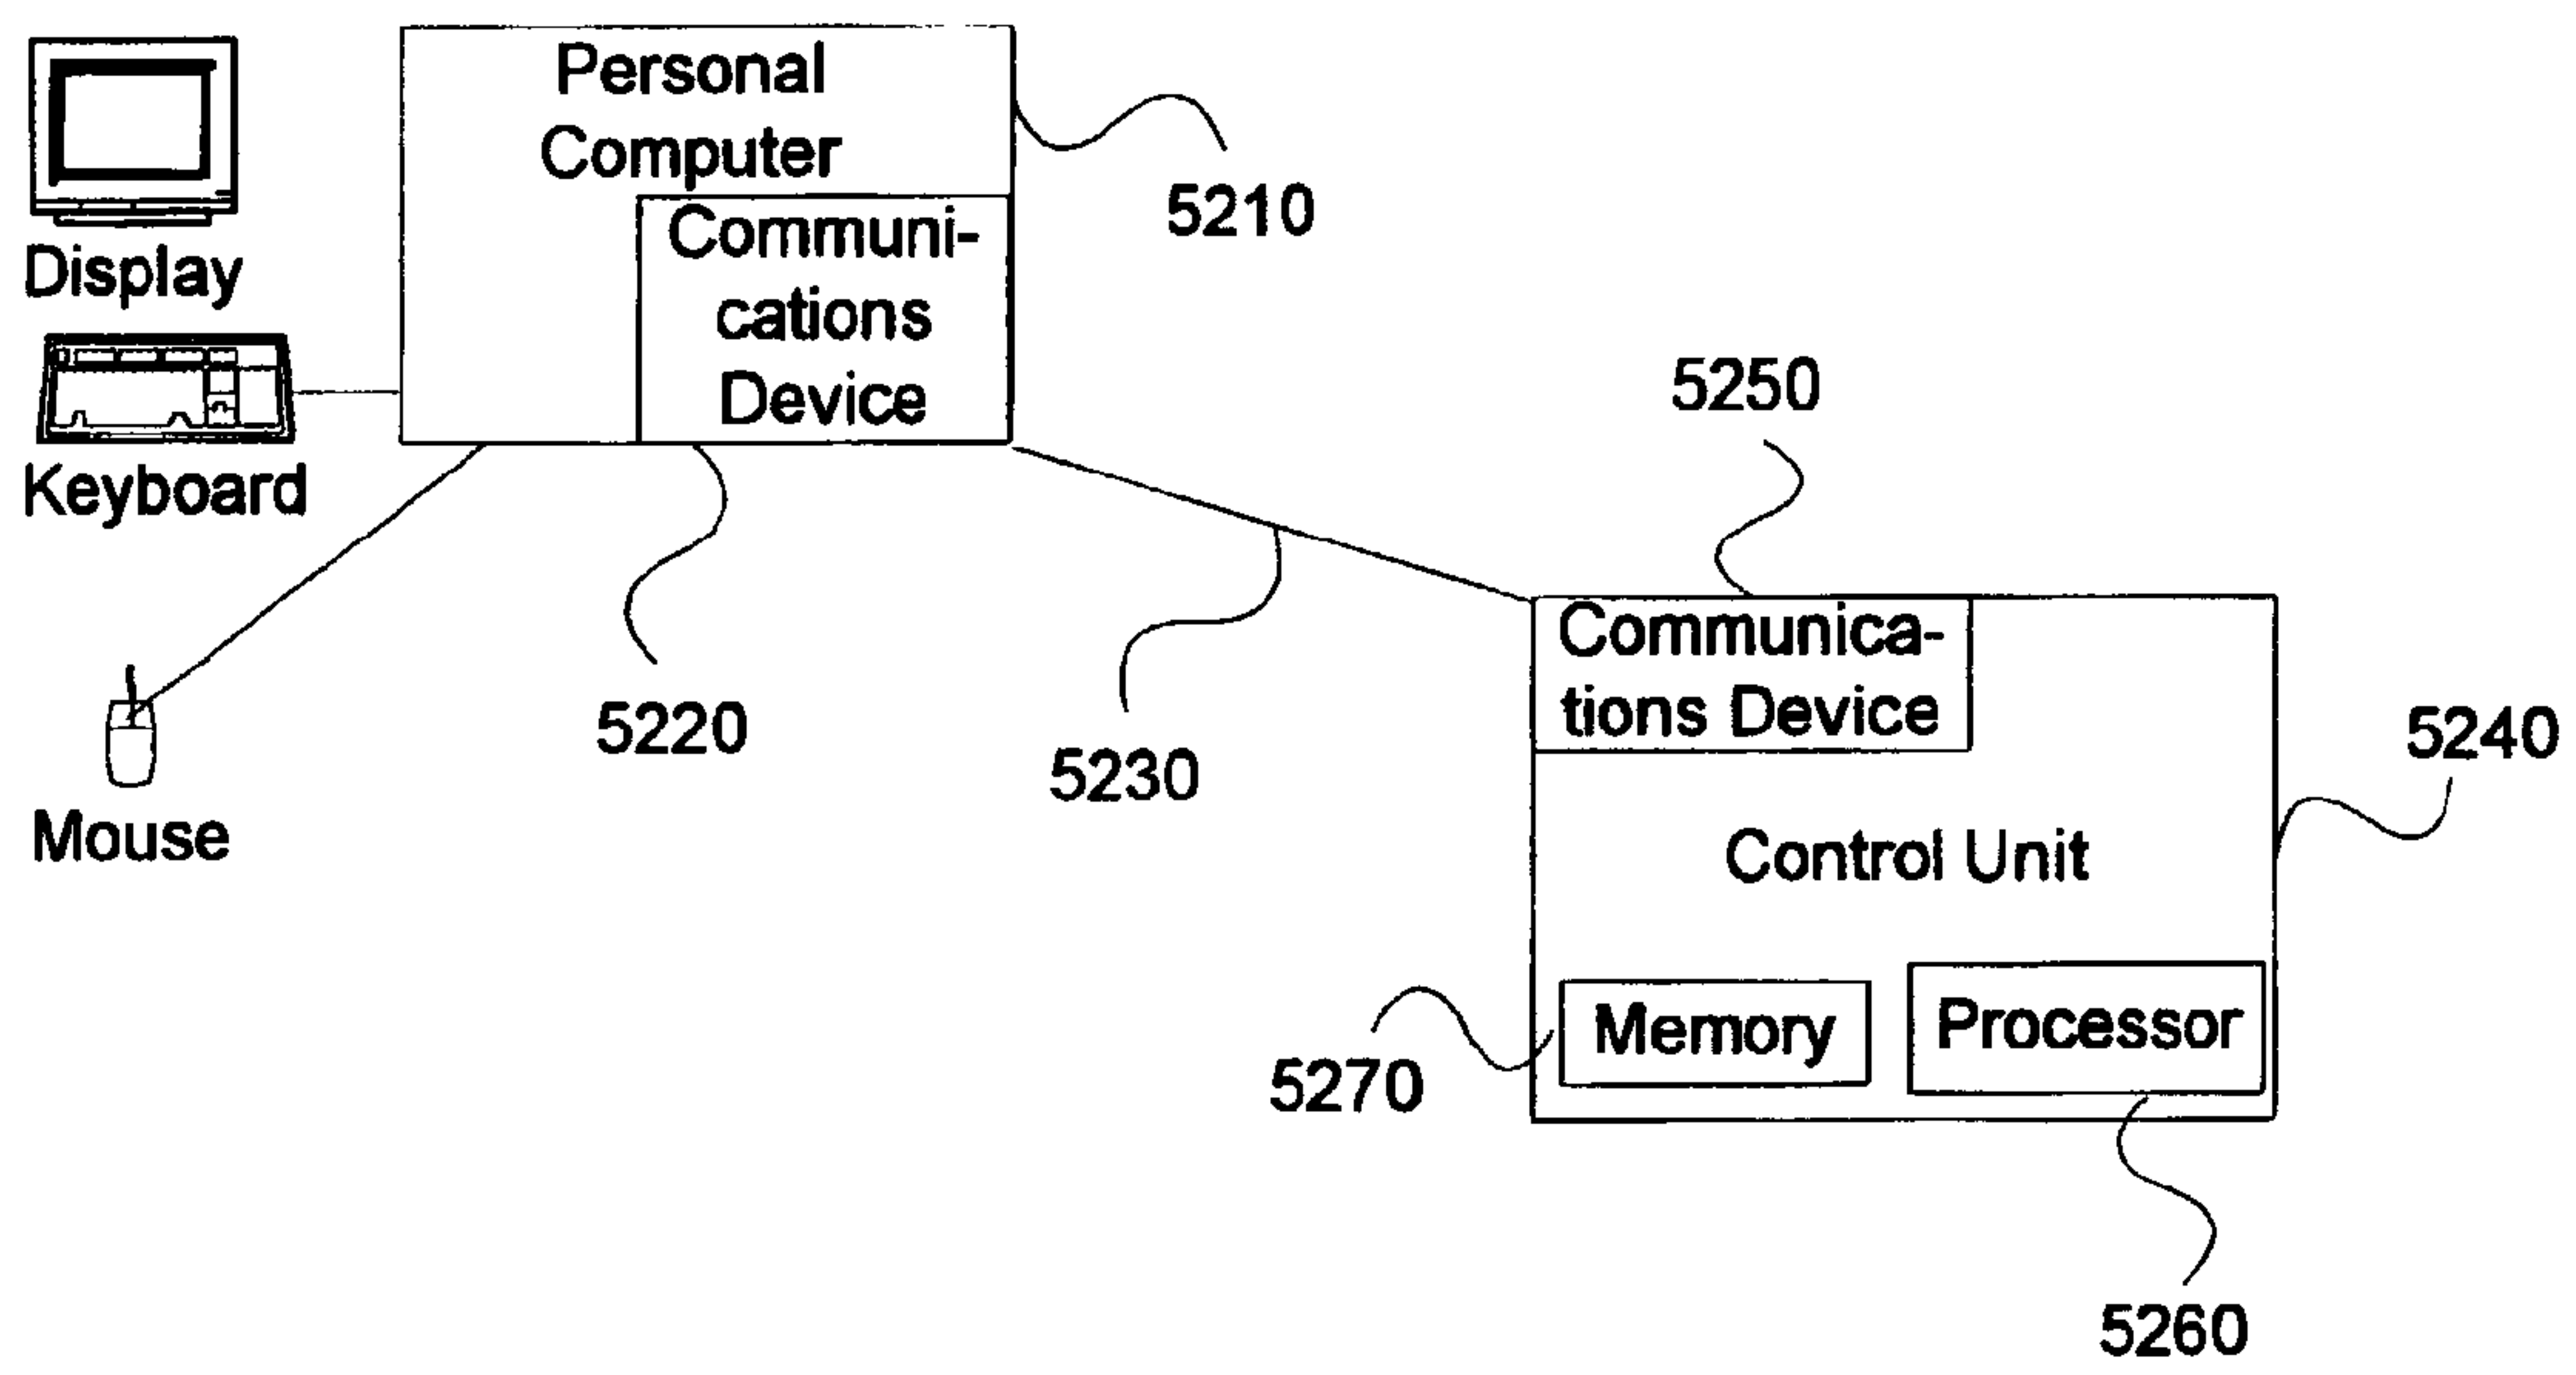 Personal
Computer
Communi-
cations
Device
5210
Display
Keyboard
Mouse
5220
5230
5250
Communica-
tions Device
5240
Control Unit
Memory
Processor
5270
5260